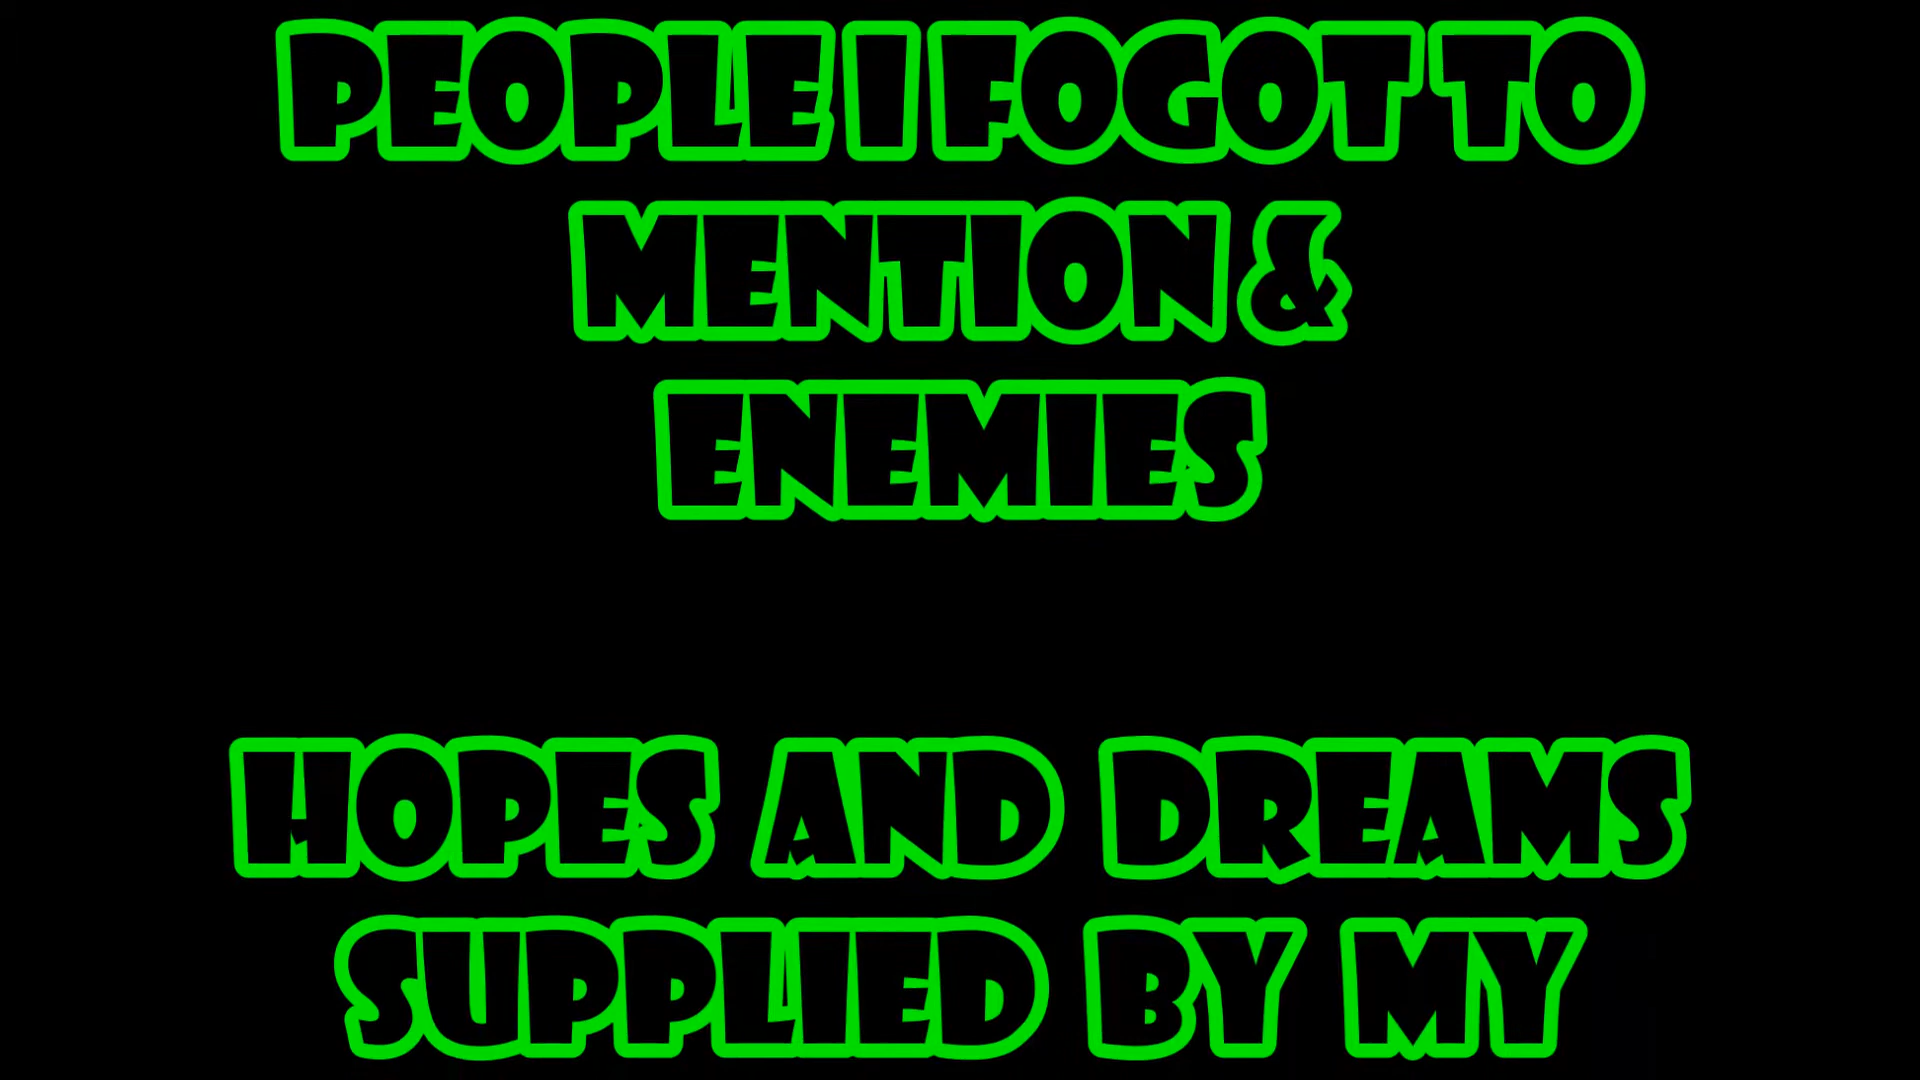 PEOPLE I FOGOT TO
MENTION &
ENEMIES
HOPES AND DREAMS
SUPPLIED BY MY